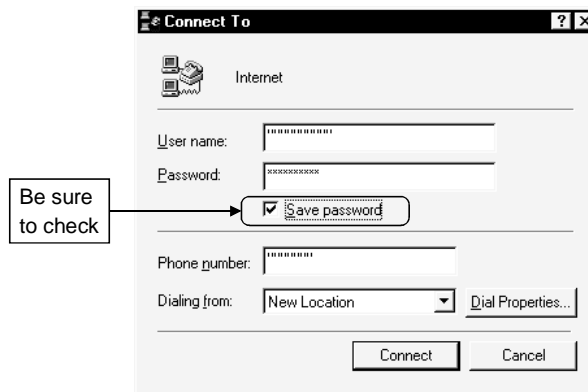 Connect To
Internet
User name:
Password: xxxxxxxxxx
Be sure
to check
Save password
Phone number:
Dialing from: New Location Dial Properties...
Connect Cancel